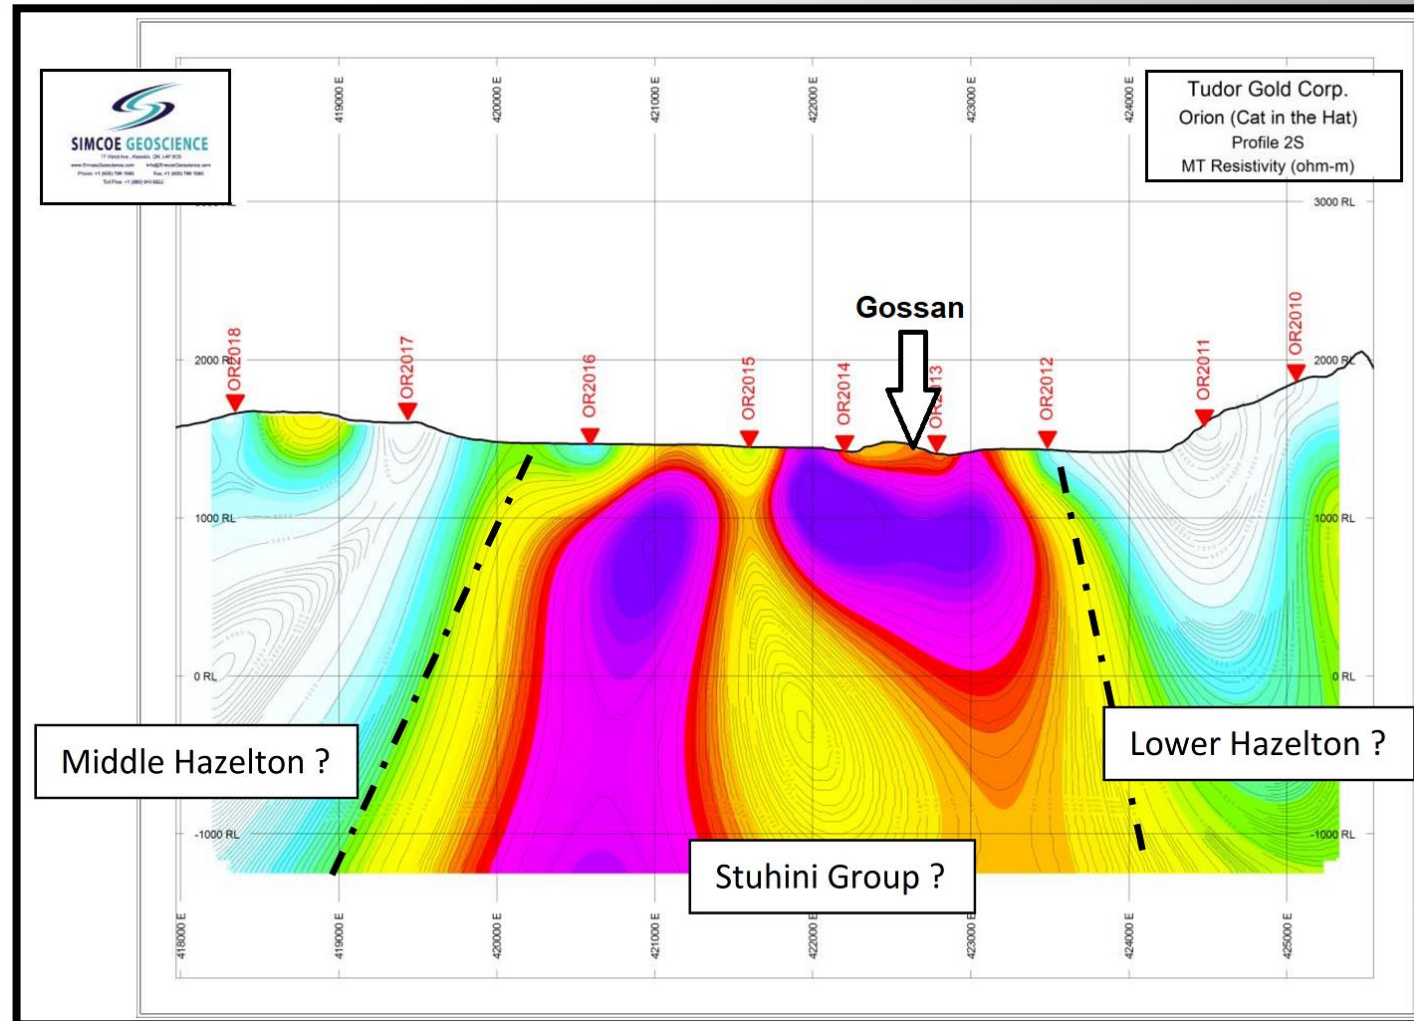 SIMCOE GEOSCIENCE
Tudor Gold Corp.
Orion (Cat in the Hat)
Profile 2S
MT Resistivity (ohm-m)
419000 E
420000 E
421000 E
422000 E
423000 E
424000 E
3000 RL
Gossan
2000 RL
OR2018
OR2017
OR2016
OR2015
OR2014
OR2013
OR2012
OR2011
OR2010
1000 RL
1000 RL
0 RL
0 RL
Middle Hazelton ?
Lower Hazelton ?
-1000 RL
-1000 RL
Stuhini Group ?
418000 E
419000 E
420000 E
421000 E
422000 E
423000 E
424000 E
425000 E